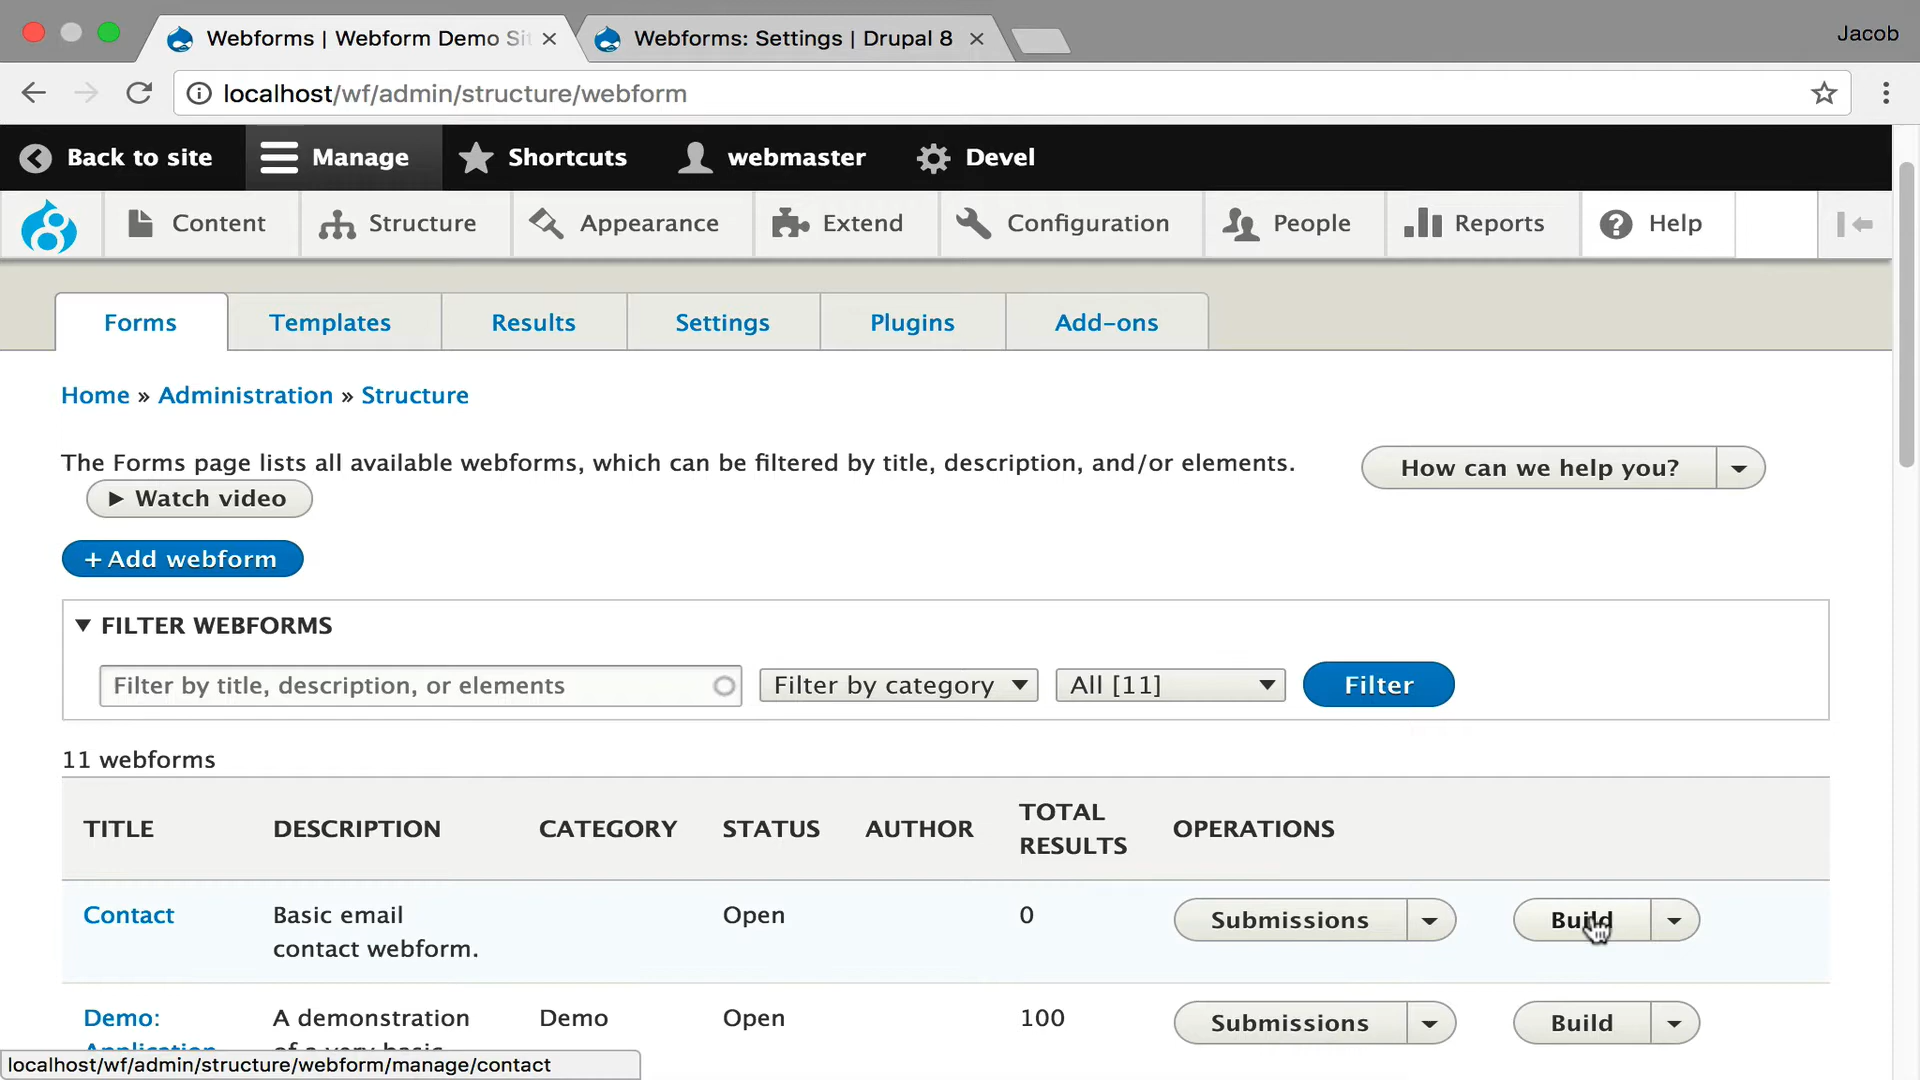 Webforms | Webform Demo Si
Webforms: Settings | Drupal 8
Jacob
localhost/wf/admin/structure/webform
Back to site
Manage
Shortcuts
webmaster
Devel
Content
Structure
Appearance
Extend
Configuration
People
Reports
Help
Forms
Templates
Results
Settings
Plugins
Add-ons
Home » Administration » Structure
The Forms page lists all available webforms, which can be filtered by title, description, and/or elements.
Watch video
How can we help you?
+ Add webform
FILTER WEBFORMS
Filter by title, description, or elements
Filter by category
All [11]
Filter
11 webforms
TITLE
DESCRIPTION
CATEGORY
STATUS
AUTHOR
TOTAL
RESULTS
OPERATIONS
Contact
Basic email
contact webform.
Open
0
Submissions
Build
Demo:
Application
A demonstration
of a very basic
Demo
Open
100
Submissions
Build
localhost/wf/admin/structure/webform/manage/contact